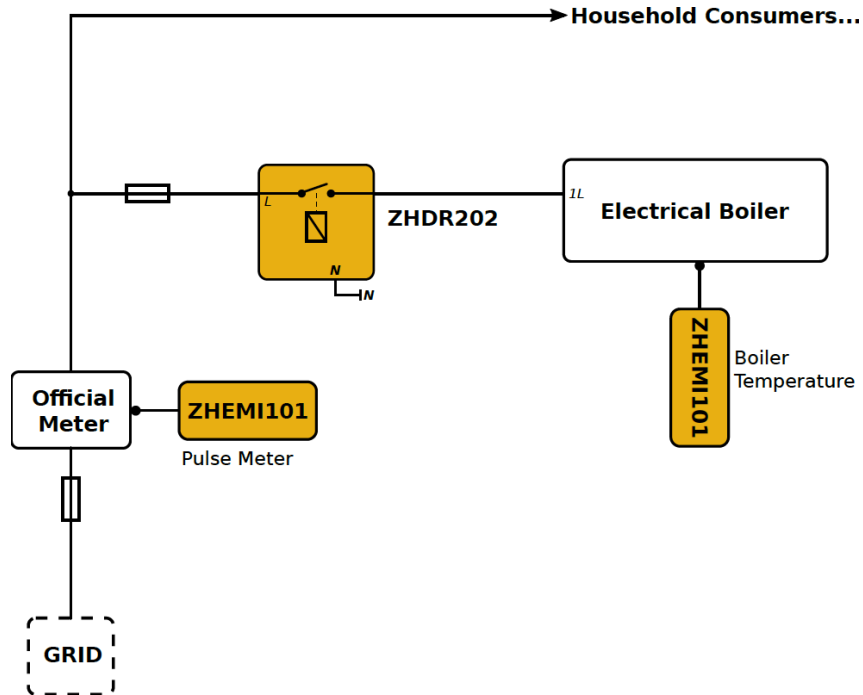 Household Consumers...
L
1L
Electrical Boiler
ZHDR202
N
N
ZHEMI101
Boiler
Temperature
Official
Meter
ZHEMI101
Pulse Meter
GRID